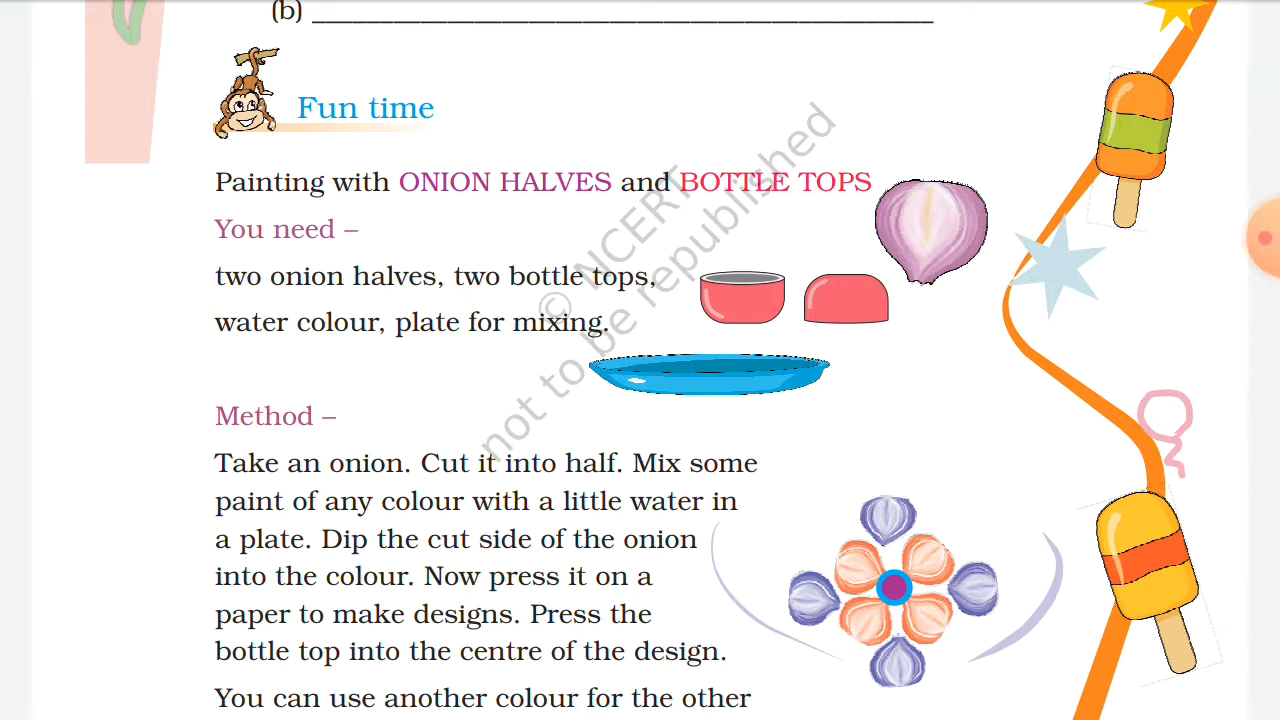 (b) ______________________________________________
Fun time
Painting with ONION HALVES and BOTTLE TOPS
You need –
two onion halves, two bottle tops,
water colour, plate for mixing.
© NCERT
not to be republished
Method –
Take an onion. Cut it into half. Mix some
paint of any colour with a little water in
a plate. Dip the cut side of the onion
into the colour. Now press it on a
paper to make designs. Press the
bottle top into the centre of the design.
You can use another colour for the other